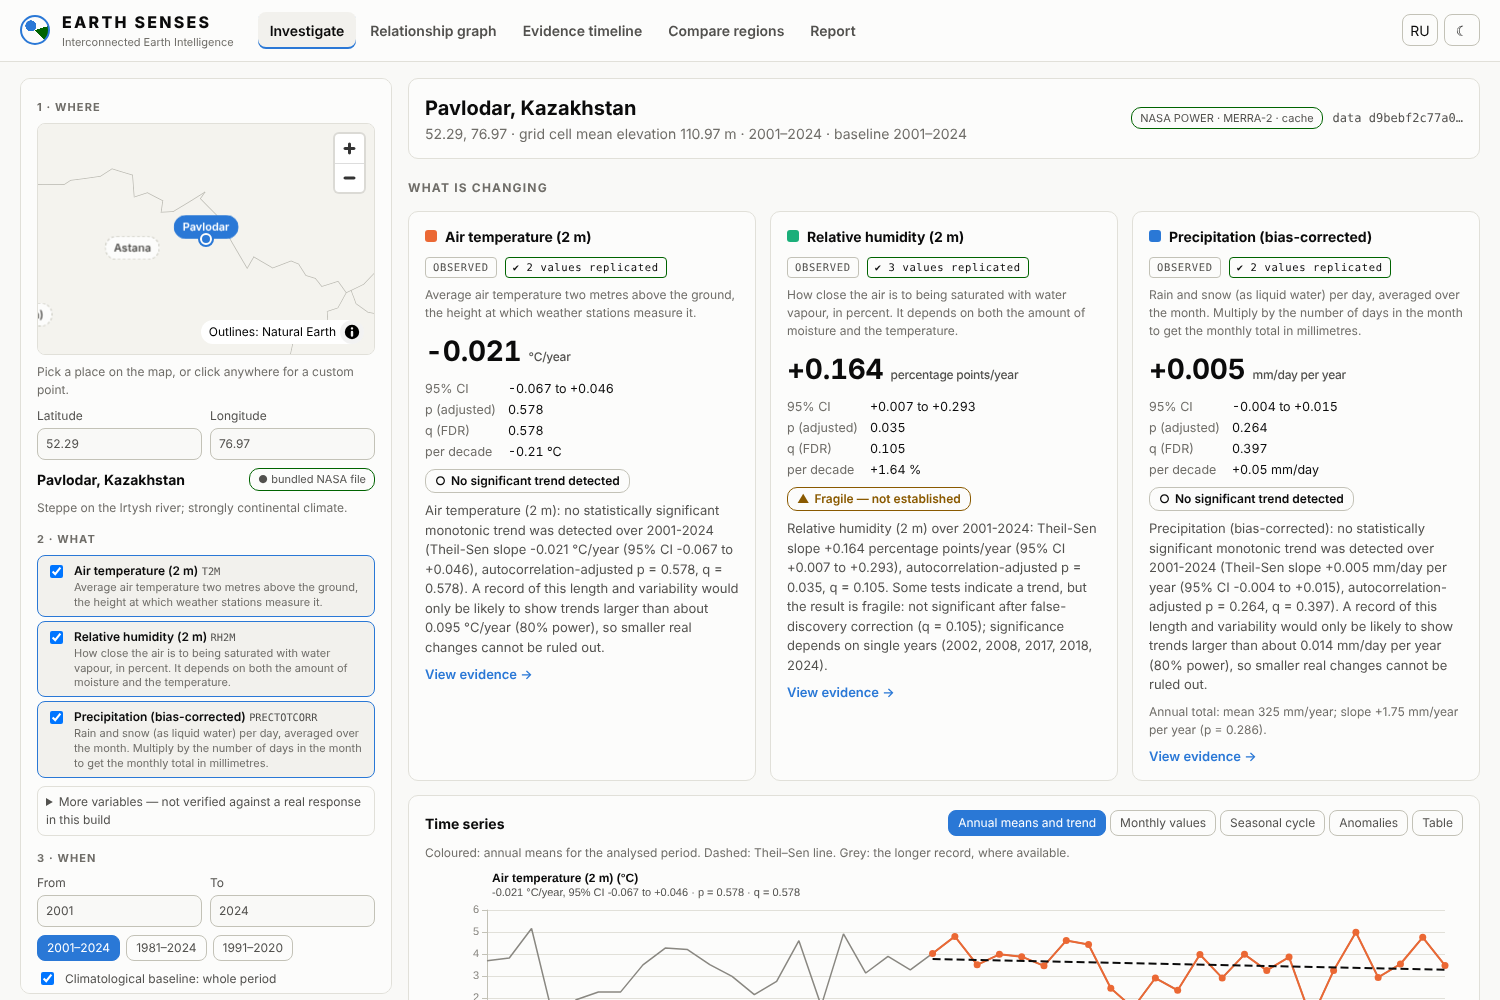 EARTH SENSES
Interconnected Earth Intelligence
Investigate
Relationship graph
Evidence timeline
Compare regions
Report
RU
1 · WHERE
Pavlodar
Astana
Outlines: Natural Earth
Pick a place on the map, or click anywhere for a custom
point.
Latitude
Longitude
52.29
76.97
Pavlodar, Kazakhstan
bundled NASA file
Steppe on the Irtysh river; strongly continental climate.
2 · WHAT
Air temperature (2 m) T2M
Average air temperature two metres above the ground,
the height at which weather stations measure it.
Relative humidity (2 m) RH2M
How close the air is to being saturated with water
vapour, in percent. It depends on both the amount of
moisture and the temperature.
Precipitation (bias-corrected) PRECTOTCORR
Rain and snow (as liquid water) per day, averaged over
the month. Multiply by the number of days in the month
to get the monthly total in millimetres.
▶ More variables — not verified against a real response
in this build
3 · WHEN
From
To
2001
2024
2001–2024
1981–2024
1991–2020
Climatological baseline: whole period
Pavlodar, Kazakhstan
52.29, 76.97 · grid cell mean elevation 110.97 m · 2001–2024 · baseline 2001–2024
NASA POWER · MERRA-2 · cache
data d9bebf2c77a0…
WHAT IS CHANGING
Air temperature (2 m)
OBSERVED
✔ 2 values replicated
Average air temperature two metres above the ground,
the height at which weather stations measure it.
-0.021 °C/year
95% CI -0.067 to +0.046
p (adjusted) 0.578
q (FDR) 0.578
per decade -0.21 °C
No significant trend detected
Air temperature (2 m): no statistically significant
monotonic trend was detected over 2001-2024
(Theil-Sen slope -0.021 °C/year (95% CI -0.067 to
+0.046), autocorrelation-adjusted p = 0.578, q =
0.578). A record of this length and variability would
only be likely to show trends larger than about
0.095 °C/year (80% power), so smaller real
changes cannot be ruled out.
View evidence →
Relative humidity (2 m)
OBSERVED
✔ 3 values replicated
How close the air is to being saturated with water
vapour, in percent. It depends on both the amount of
moisture and the temperature.
+0.164 percentage points/year
95% CI +0.007 to +0.293
p (adjusted) 0.035
q (FDR) 0.105
per decade +1.64 %
▲ Fragile — not established
Relative humidity (2 m) over 2001-2024: Theil-Sen
slope +0.164 percentage points/year (95% CI
+0.007 to +0.293), autocorrelation-adjusted p =
0.035, q = 0.105. Some tests indicate a trend, but
the result is fragile: not significant after false-
discovery correction (q = 0.105); significance
depends on single years (2002, 2008, 2017, 2018,
2024).
View evidence →
Precipitation (bias-corrected)
OBSERVED
✔ 2 values replicated
Rain and snow (as liquid water) per day, averaged over
the month. Multiply by the number of days in the month
to get the monthly total in millimetres.
+0.005 mm/day per year
95% CI -0.004 to +0.015
p (adjusted) 0.264
q (FDR) 0.397
per decade +0.05 mm/day
No significant trend detected
Precipitation (bias-corrected): no statistically
significant monotonic trend was detected over
2001-2024 (Theil-Sen slope +0.005 mm/day per
year (95% CI -0.004 to +0.015), autocorrelation-
adjusted p = 0.264, q = 0.397). A record of this
length and variability would only be likely to show
trends larger than about 0.014 mm/day per year
(80% power), so smaller real changes cannot be
ruled out.
Annual total: mean 325 mm/year; slope +1.75 mm/year
per year (p = 0.286).
View evidence →
Time series
Annual means and trend
Monthly values
Seasonal cycle
Anomalies
Table
Coloured: annual means for the analysed period. Dashed: Theil–Sen line. Grey: the longer record, where available.
Air temperature (2 m) (°C)
-0.021 °C/year, 95% CI -0.067 to +0.046 · p = 0.578 · q = 0.578
6
5
4
3
2